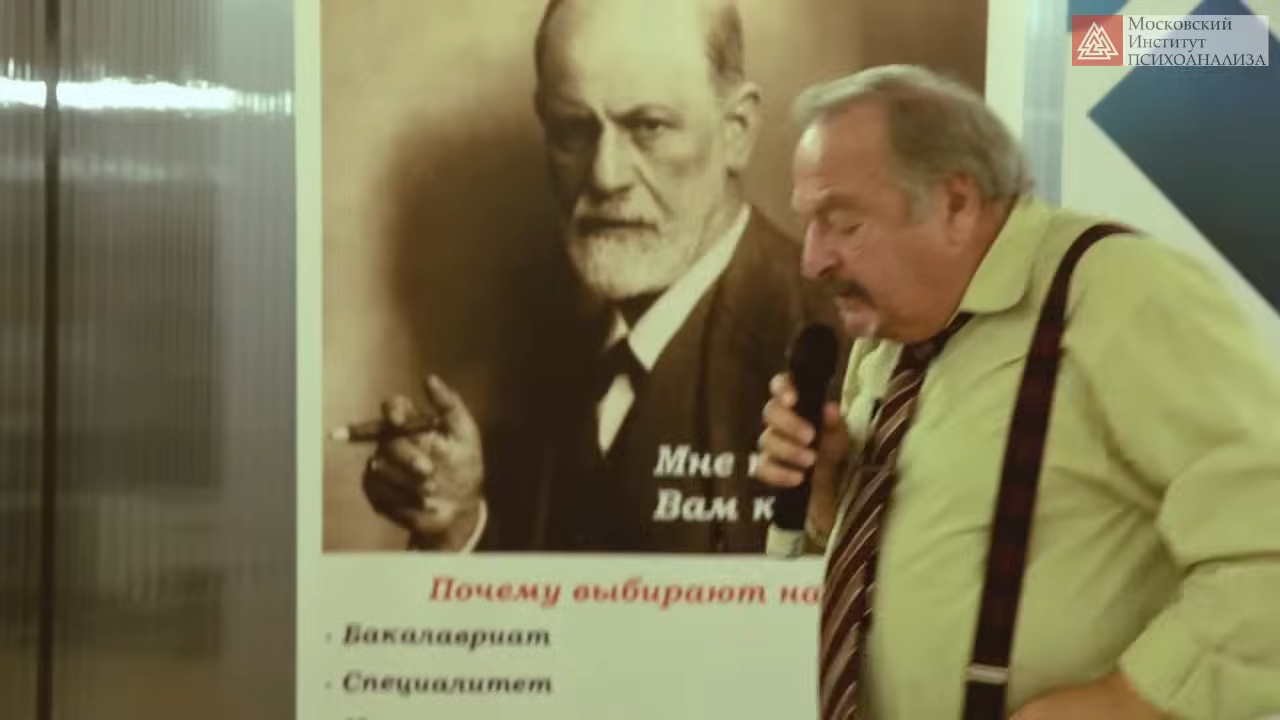 Московский
Институт
ПСИХОАНАЛИЗА
Мне
Вам к
Почему выбирают на
- Бакалавриат
- Специалитет